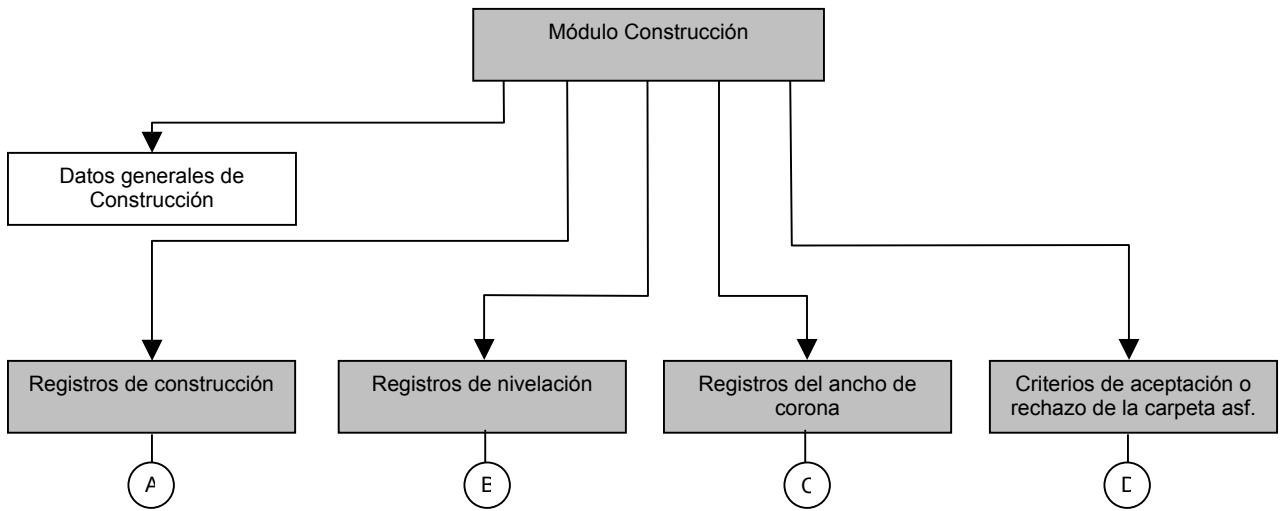 Módulo Construcción
Datos generales de
Construcción
Registros de construcción
Registros de nivelación
Registros del ancho de
corona
Criterios de aceptación o
rechazo de la carpeta asf.
A
B
C
D